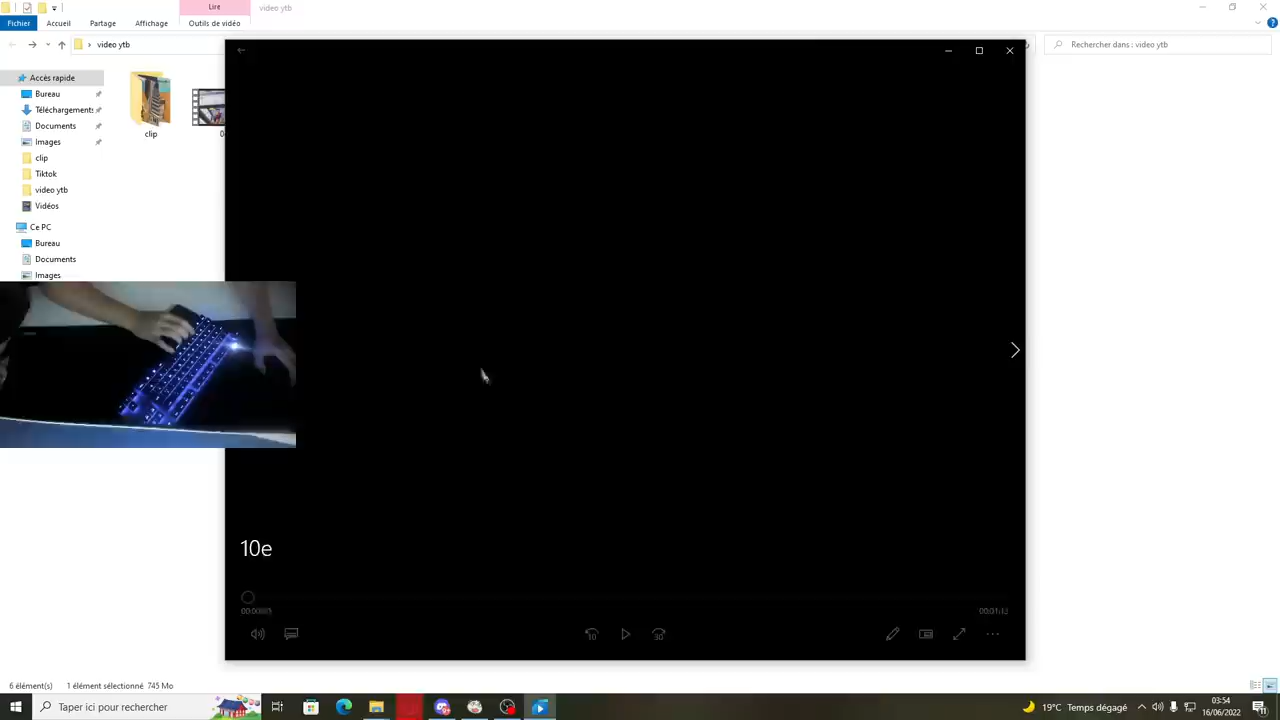 Lire
video ytb
Fichier
Accueil
Partage
Affichage
Outils de vidéo
video ytb
Rechercher dans : video ytb
Accès rapide
Bureau
Téléchargements
Documents
Images
clip
Tiktok
video ytb
Vidéos
Ce PC
Bureau
Documents
Images
clip
10e
10
30
6 élément(s)
1 élément sélectionné 745 Mo
Taper ici pour rechercher
19°C Temps dégagé
03:54
16/06/2022